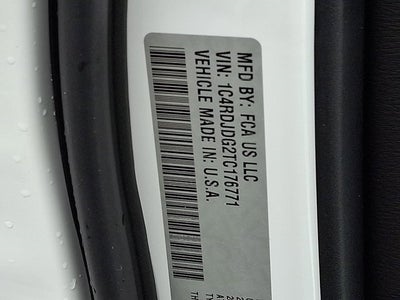 MFD BY: FCA US LLC
VIN: 1C4RDJDG2TC176771
VEHICLE MADE IN: U.S.A.